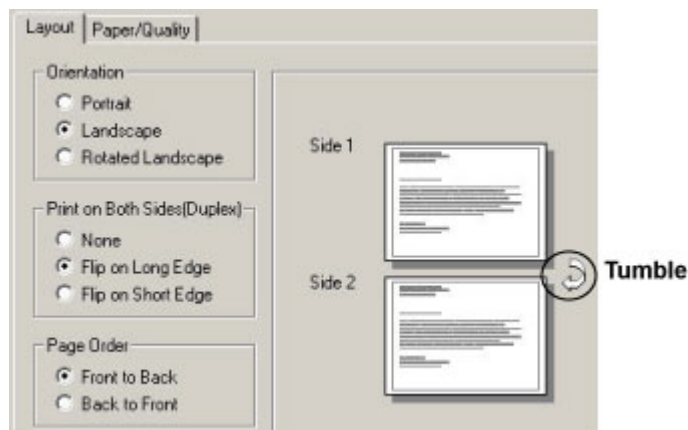 Layout
Paper/Quality
Orientation
Portrait
Landscape
Rotated Landscape
Print on Both Sides(Duplex)
None
Flip on Long Edge
Flip on Short Edge
Page Order
Front to Back
Back to Front
Side 1
Side 2
Tumble